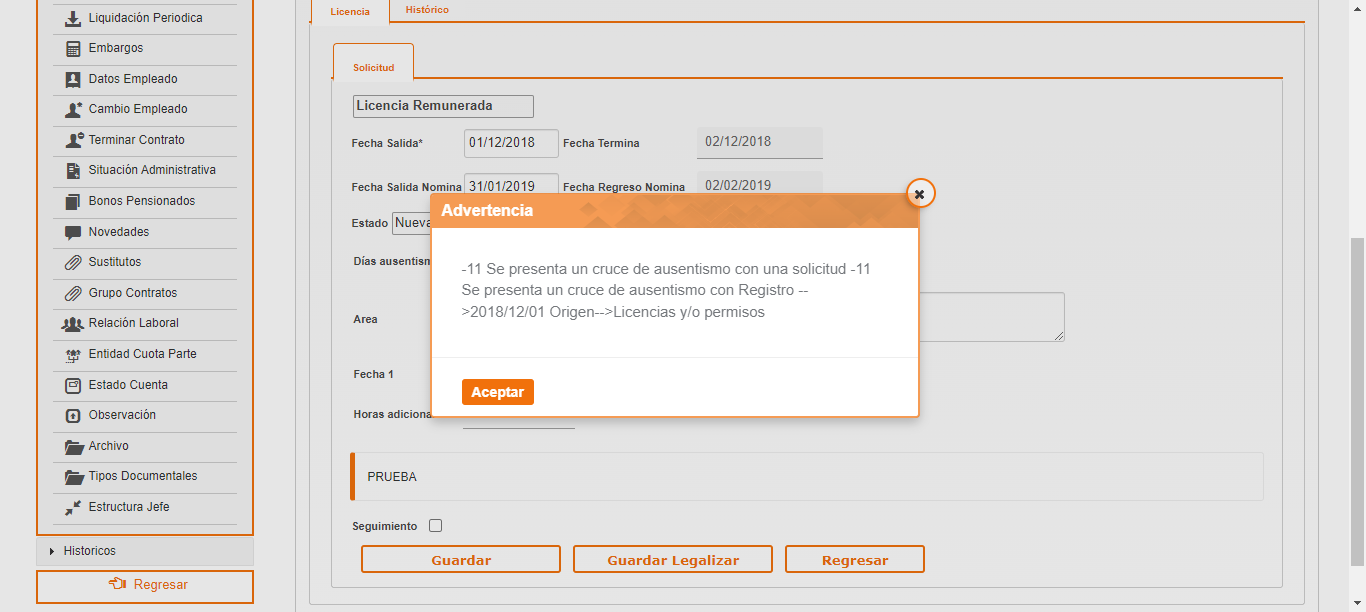 Liquidación Periodica
Embargos
Datos Empleado
Cambio Empleado
Terminar Contrato
Situación Administrativa
Bonos Pensionados
Novedades
Sustitutos
Grupo Contratos
Relación Laboral
Entidad Cuota Parte
Estado Cuenta
Observación
Archivo
Tipos Documentales
Estructura Jefe
Historicos
Regresar
Licencia Histórico
Solicitud
Licencia Remunerada
Fecha Salida* 01/12/2018 Fecha Termina 02/12/2018
Fecha Salida Nomina 31/01/2019 Fecha Regreso Nomina 02/02/2019
Estado Nueva
Días ausentism
Area
Fecha 1
Horas adiciona
Advertencia
-11 Se presenta un cruce de ausentismo con una solicitud -11
Se presenta un cruce de ausentismo con Registro --
>2018/12/01 Origen-->Licencias y/o permisos
Aceptar
PRUEBA
Seguimiento
Guardar Guardar Legalizar Regresar